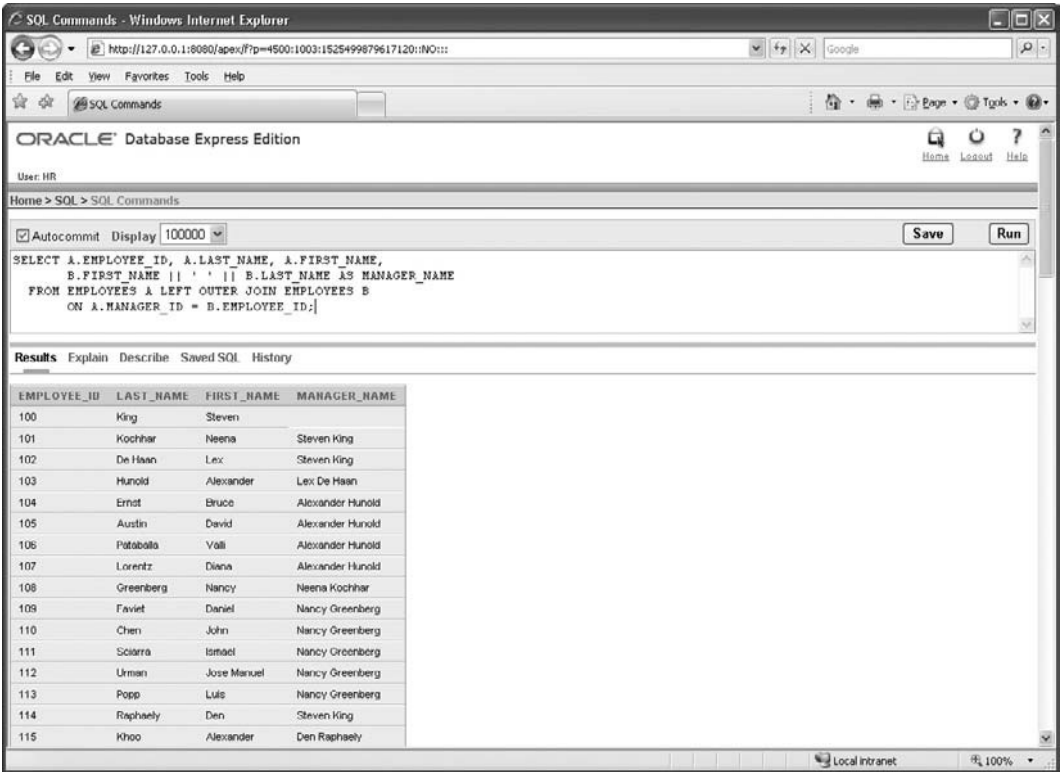 SQL Commands - Windows Internet Explorer
http://127.0.0.1:8080/apex/f?p=4500:1003:1525499879617120::NO:::
Google
File Edit View Favorites Tools Help
SQL Commands
Page Tools
ORACLE Database Express Edition
Home Logout Help
User: HR
Home > SQL > SQL Commands
Autocommit Display 100000
Save Run
SELECT A.EMPLOYEE_ID, A.LAST_NAME, A.FIRST_NAME,
B.FIRST_NAME || ' ' || B.LAST_NAME AS MANAGER_NAME
FROM EMPLOYEES A LEFT OUTER JOIN EMPLOYEES B
ON A.MANAGER_ID = B.EMPLOYEE_ID;
Results Explain Describe Saved SQL History
EMPLOYEE_ID LAST_NAME FIRST_NAME MANAGER_NAME
100 King Steven
101 Kochhar Neena Steven King
102 De Haan Lex Steven King
103 Hunold Alexander Lex De Haan
104 Ernst Bruce Alexander Hunold
105 Austin David Alexander Hunold
106 Pataballa Valli Alexander Hunold
107 Lorentz Diana Alexander Hunold
108 Greenberg Nancy Neena Kochhar
109 Faviet Daniel Nancy Greenberg
110 Chen John Nancy Greenberg
111 Sciarra Ismael Nancy Greenberg
112 Urman Jose Manuel Nancy Greenberg
113 Popp Luis Nancy Greenberg
114 Raphaely Den Steven King
115 Khoo Alexander Den Raphaely
Local intranet 100%